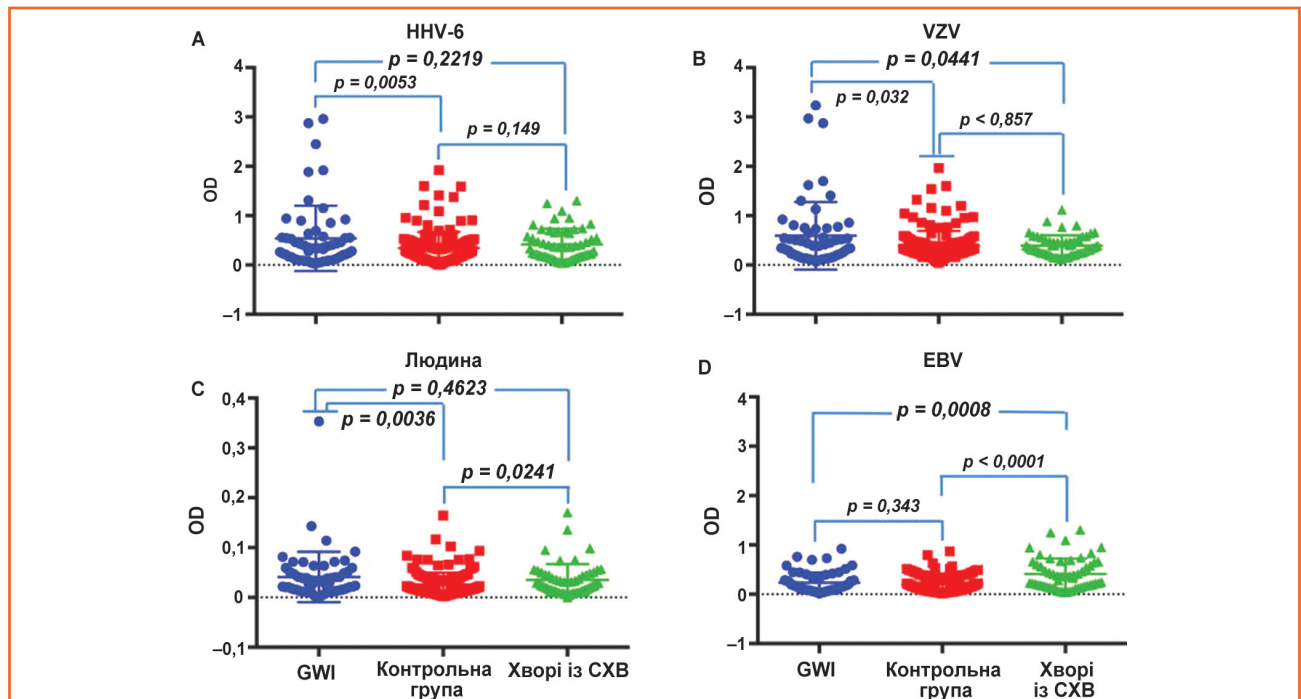 A
HHV-6
p = 0,2219
p = 0,0053
p = 0,149
OD
4
3
2
1
0
–1
B
VZV
p = 0,0441
p = 0,032
p < 0,857
OD
4
3
2
1
0
–1
C
Людина
p = 0,4623
p = 0,0036
p = 0,0241
OD
0,4
0,3
0,2
0,1
0
–0,1
GWI
Контрольна
група
Хворі із СХВ
D
EBV
p = 0,0008
p < 0,0001
p = 0,343
OD
4
3
2
1
0
–1
GWI
Контрольна
група
Хворі
із СХВ